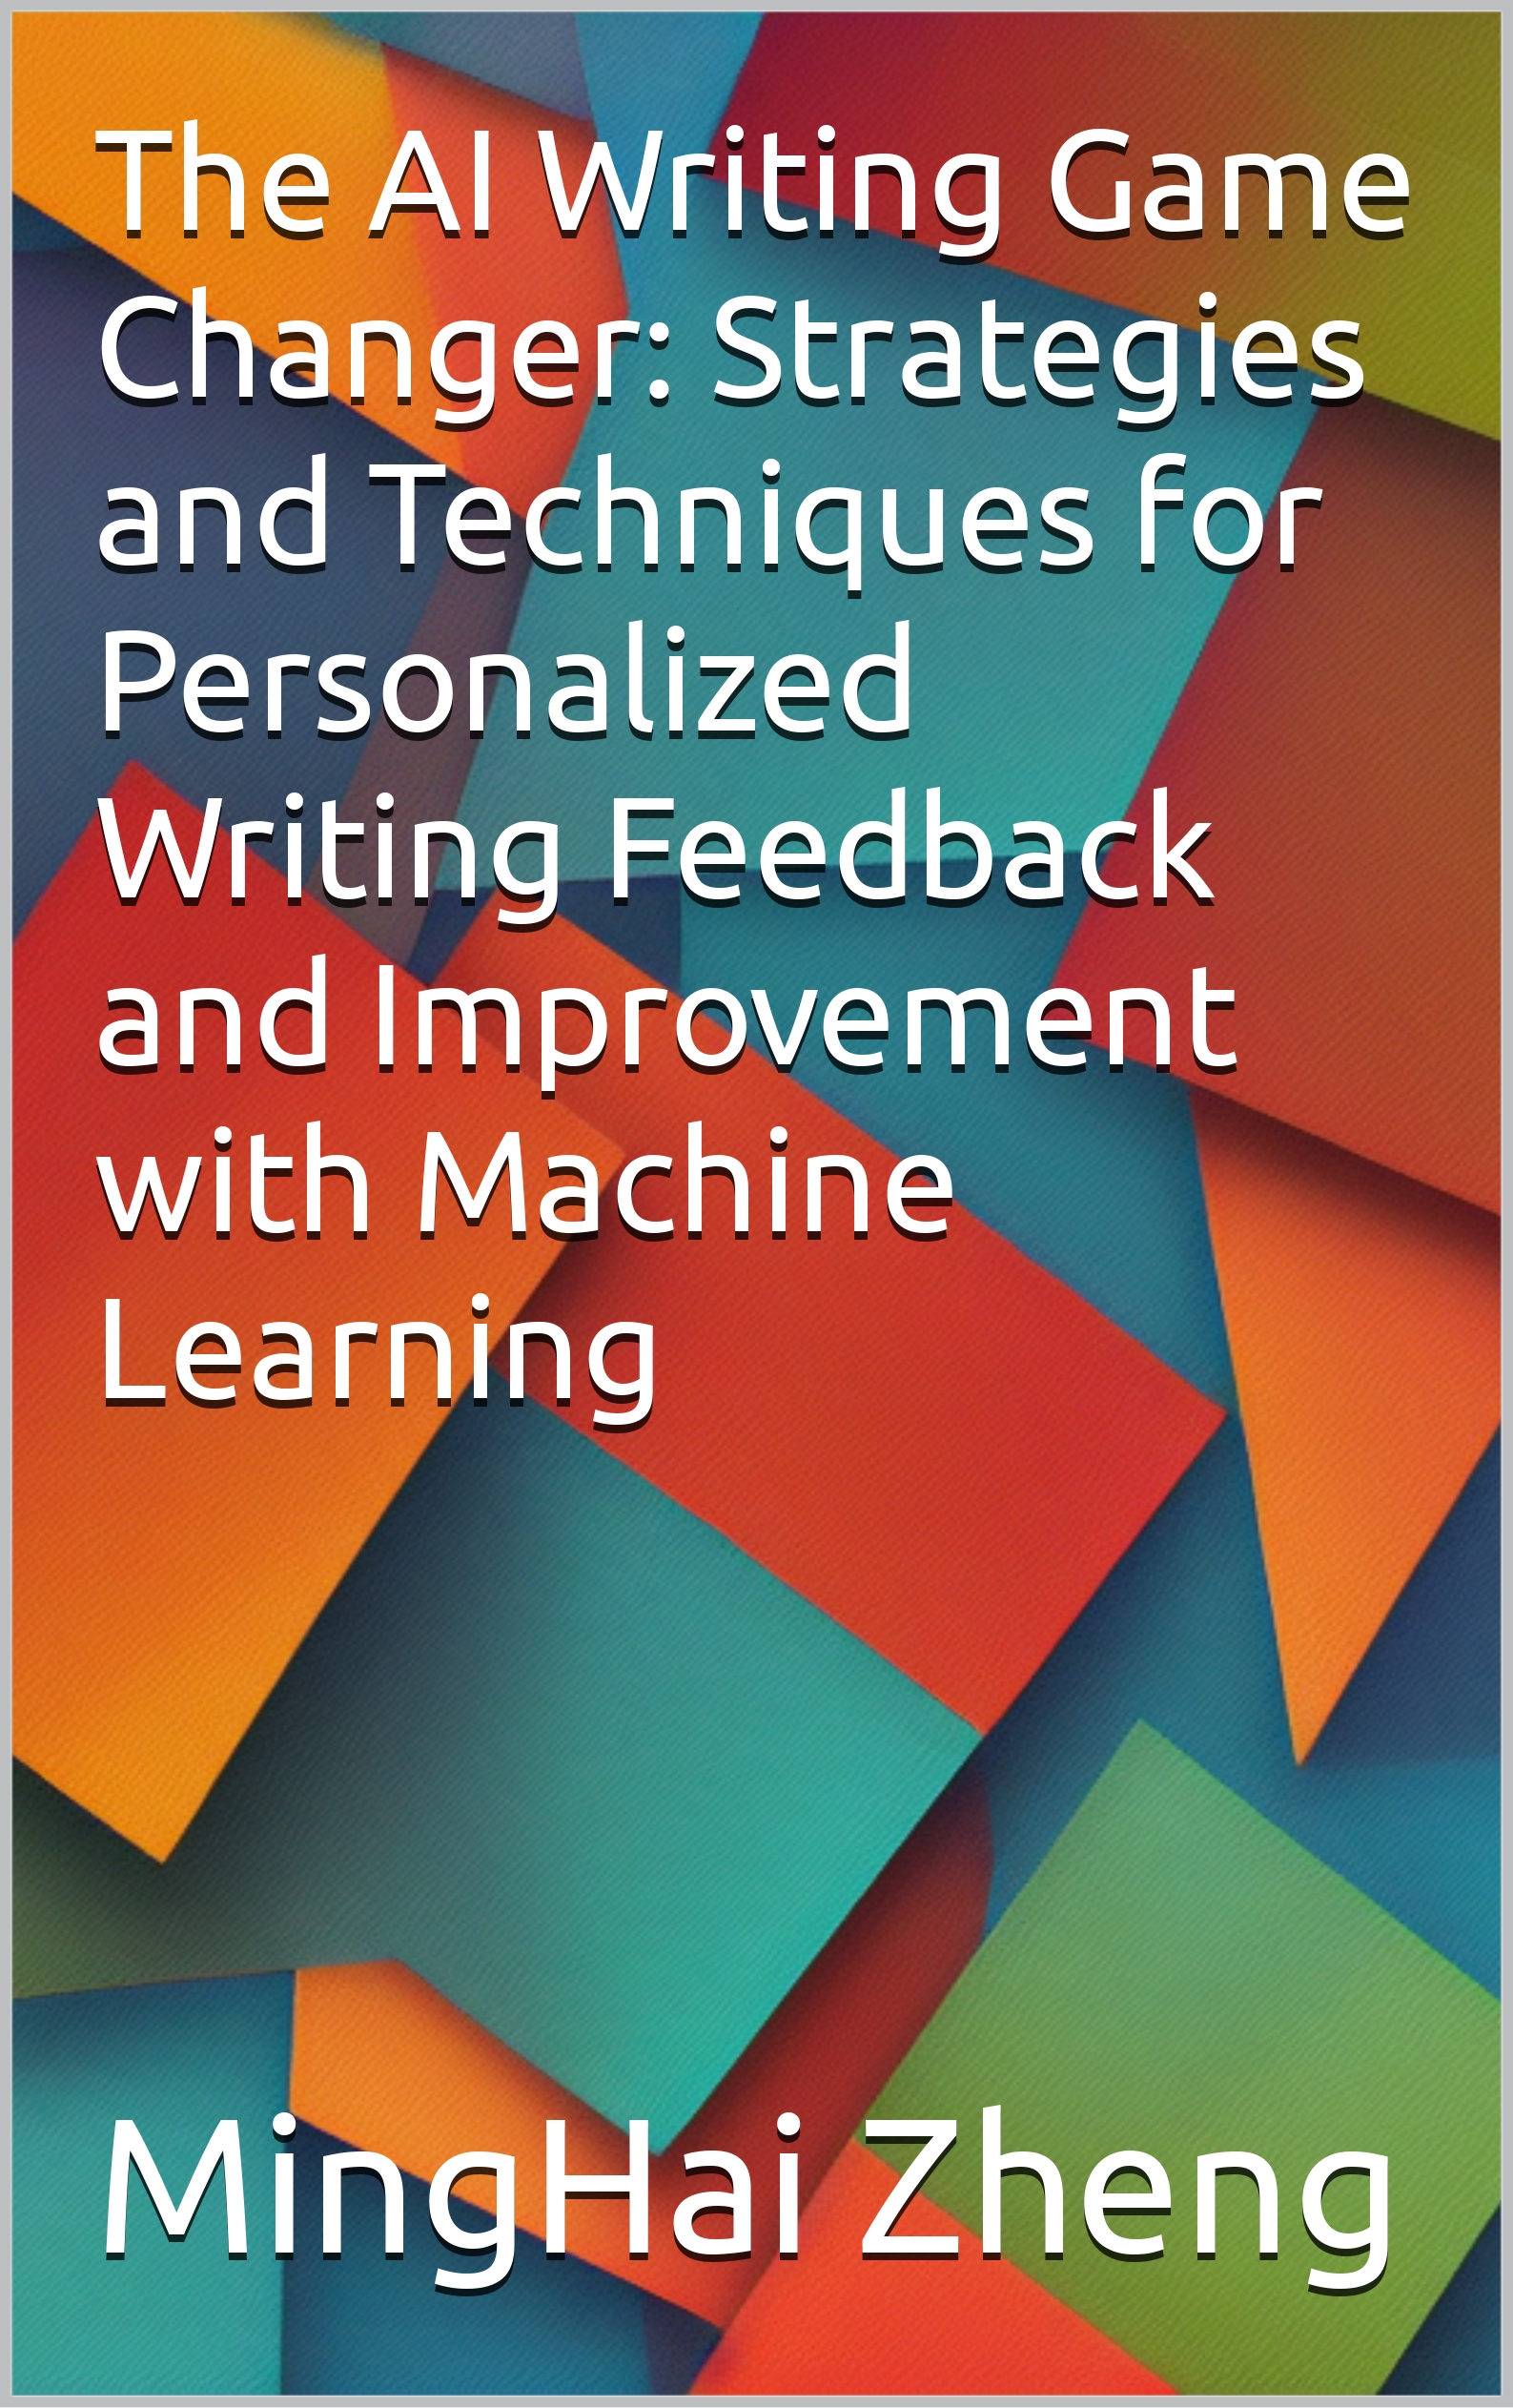 The AI Writing Game
Changer: Strategies
and Techniques for
Personalized
Writing Feedback
and Improvement
with Machine
Learning
MingHai Zheng